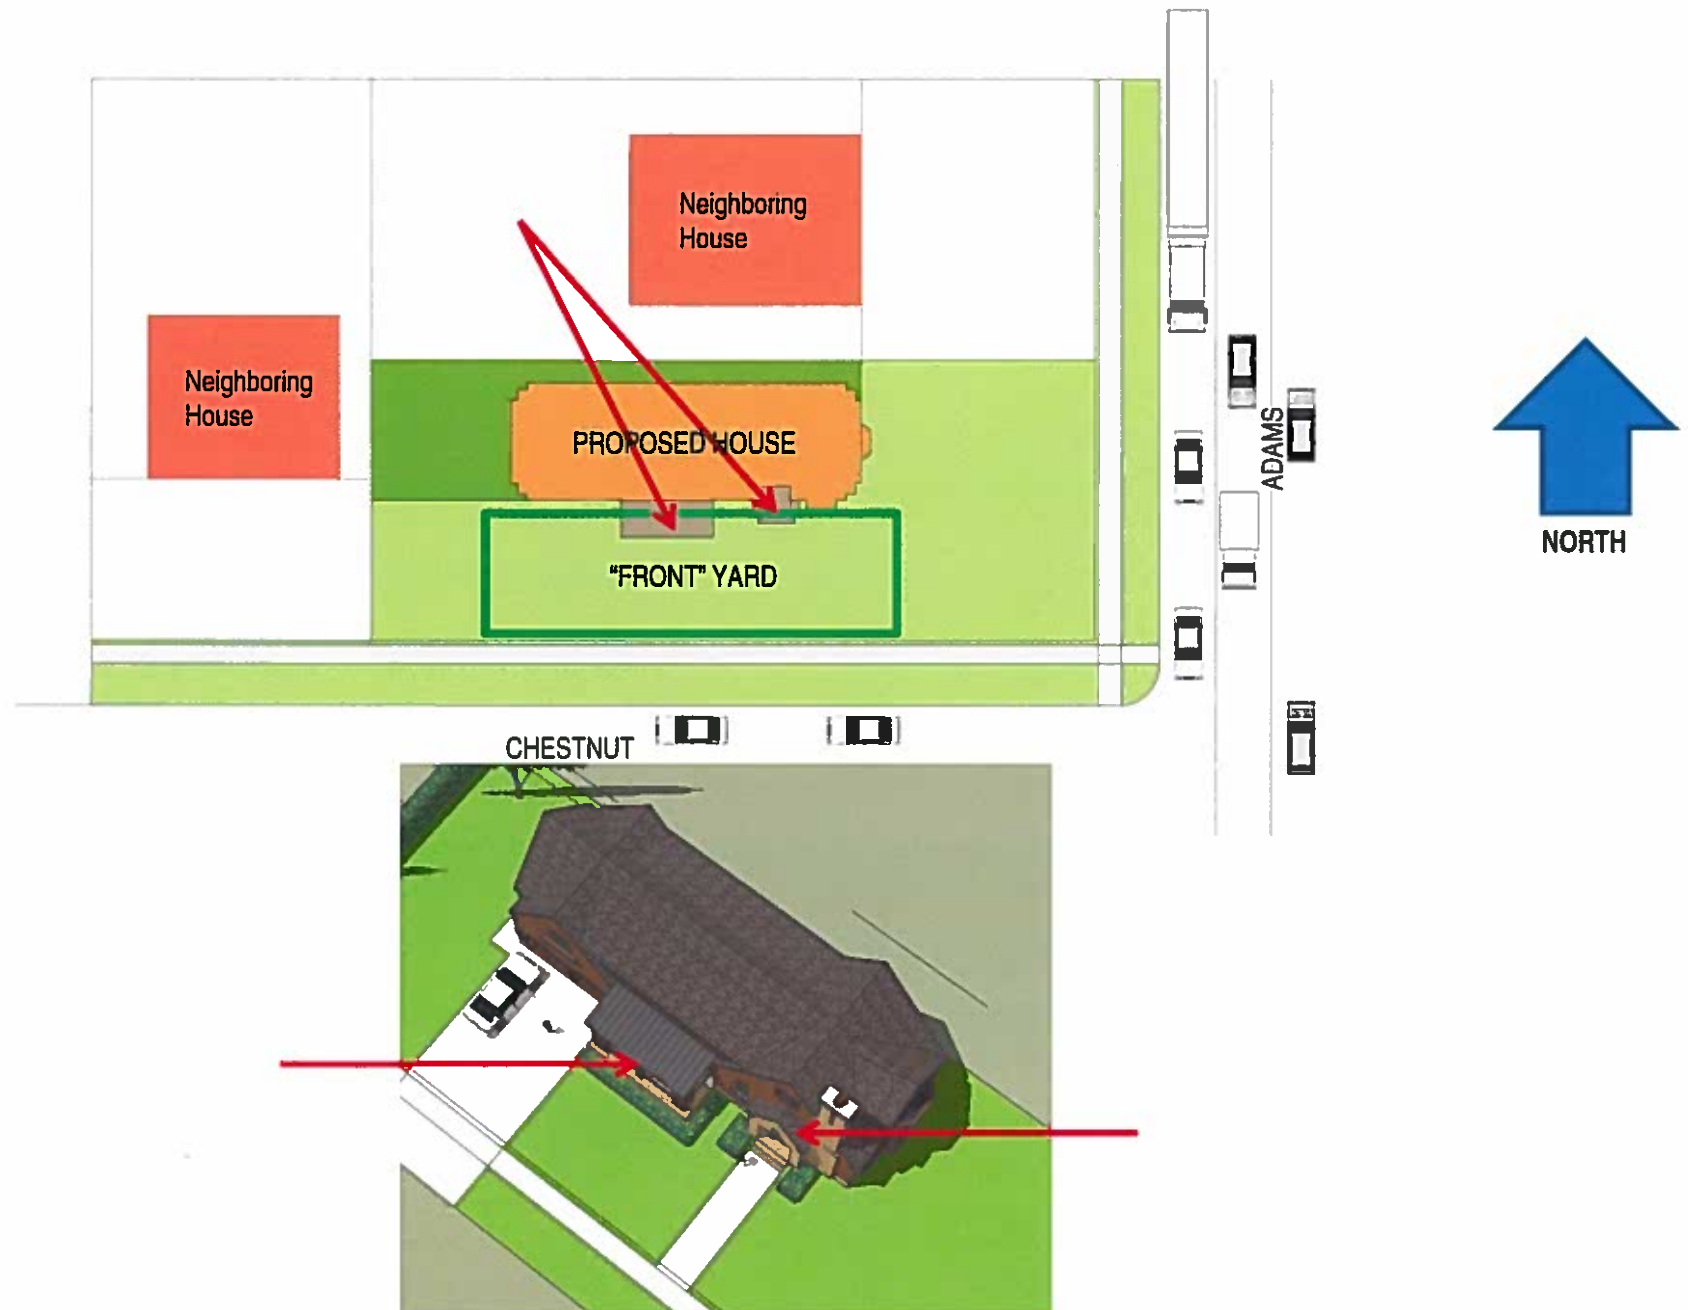 Neighboring
House
Neighboring
House
PROPOSED HOUSE
ADAMS
NORTH
"FRONT" YARD
CHESTNUT